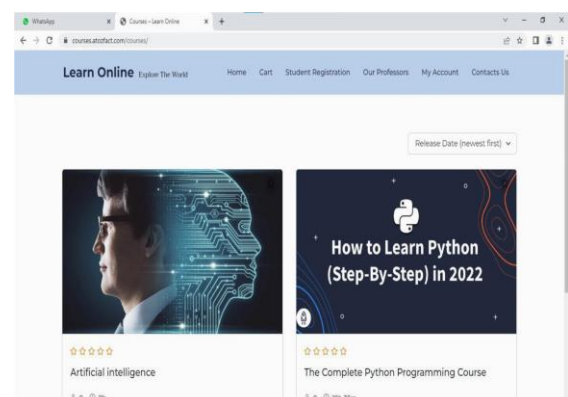 WhatsApp
Courses – Learn Online
courses.atozfact.com/courses/
Learn Online Explore The World
Home Cart Student Registration Our Professors My Account Contacts Us
Release Date (newest first)
How to Learn Python
(Step-By-Step) in 2022
Artificial intelligence
The Complete Python Programming Course